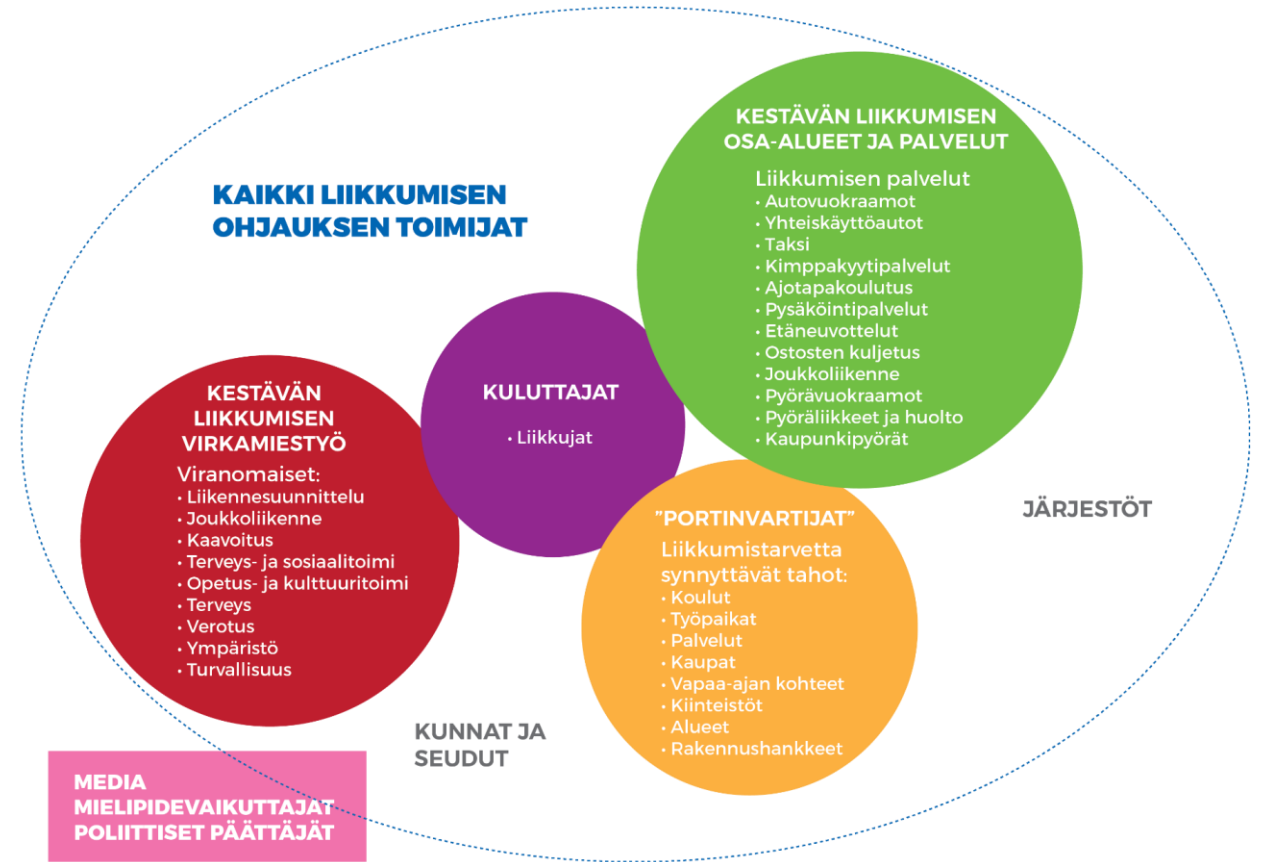 KAIKKI LIIKKUMISEN
OHJAUKSEN TOIMIJAT
KESTÄVÄN LIIKKUMISEN
OSA-ALUEET JA PALVELUT
Liikkumisen palvelut
• Autovuokraamot
• Yhteiskäyttöautot
• Taksi
• Kimppakyytipalvelut
• Ajotapakoulutus
• Pysäköintipalvelut
• Etäneuvottelut
• Ostosten kuljetus
• Joukkoliikenne
• Pyörävuokraamot
• Pyöräliikkeet ja huolto
• Kaupunkipyörät
KULUTTAJAT
• Liikkujat
KESTÄVÄN
LIIKKUMISEN
VIRKAMIESTYÖ
Viranomaiset:
• Liikennesuunnittelu
• Joukkoliikenne
• Kaavoitus
• Terveys- ja sosiaalitoimi
• Opetus- ja kulttuuritoimi
• Terveys
• Verotus
• Ympäristö
• Turvallisuus
"PORTINVARTIJAT"
Liikkumistarvetta
synnyttävät tahot:
• Koulut
• Työpaikat
• Palvelut
• Kaupat
• Vapaa-ajan kohteet
• Kiinteistöt
• Alueet
• Rakennushankkeet
JÄRJESTÖT
KUNNAT JA
SEUDUT
MEDIA
MIELIPIDEVAIKUTTAJAT
POLIITTISET PÄÄTTÄJÄT